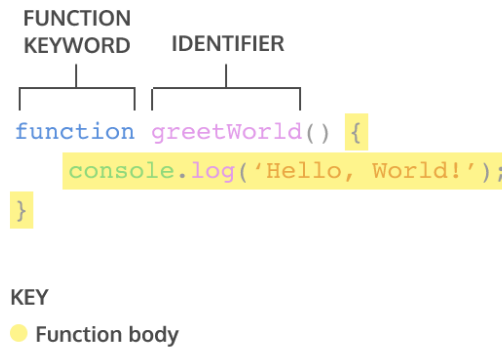 FUNCTION
KEYWORD
IDENTIFIER
function greetWorld() {
console.log(‘Hello, World!’);
}
KEY
Function body